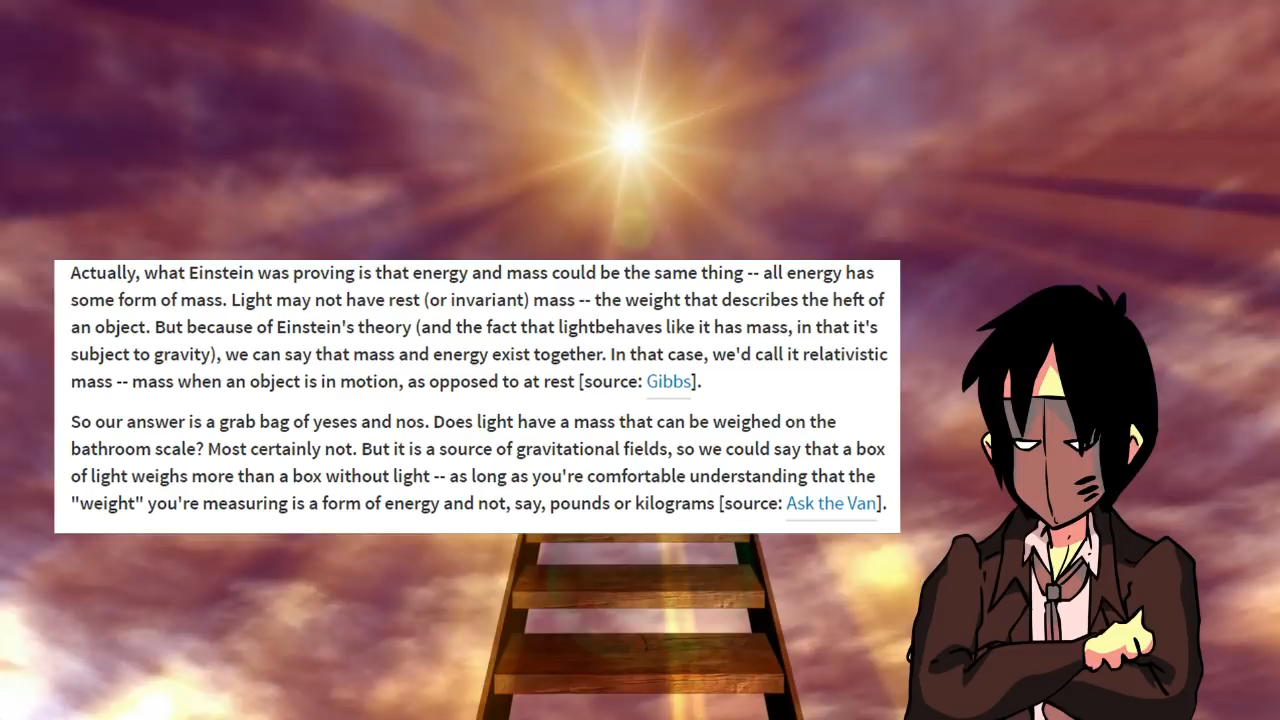 Actually, what Einstein was proving is that energy and mass could be the same thing -- all energy has
some form of mass. Light may not have rest (or invariant) mass -- the weight that describes the heft of
an object. But because of Einstein's theory (and the fact that lightbehaves like it has mass, in that it's
subject to gravity), we can say that mass and energy exist together. In that case, we'd call it relativistic
mass -- mass when an object is in motion, as opposed to at rest [source: Gibbs].
So our answer is a grab bag of yeses and nos. Does light have a mass that can be weighed on the
bathroom scale? Most certainly not. But it is a source of gravitational fields, so we could say that a box
of light weighs more than a box without light -- as long as you're comfortable understanding that the
"weight" you're measuring is a form of energy and not, say, pounds or kilograms [source: Ask the Van].